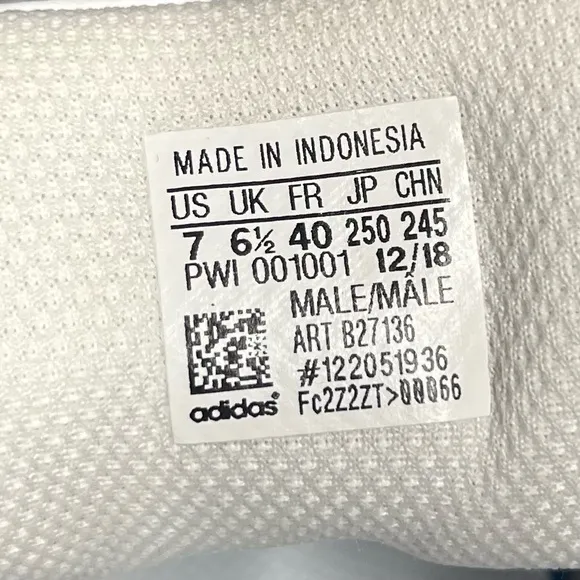 MADE IN INDONESIA
US UK FR JP CHN
7 6½ 40 250 245
PWI 001001 12/18
MALE/MÂLE
ART B27136
#122051936
adidas® Fc2Z2ZT>00066